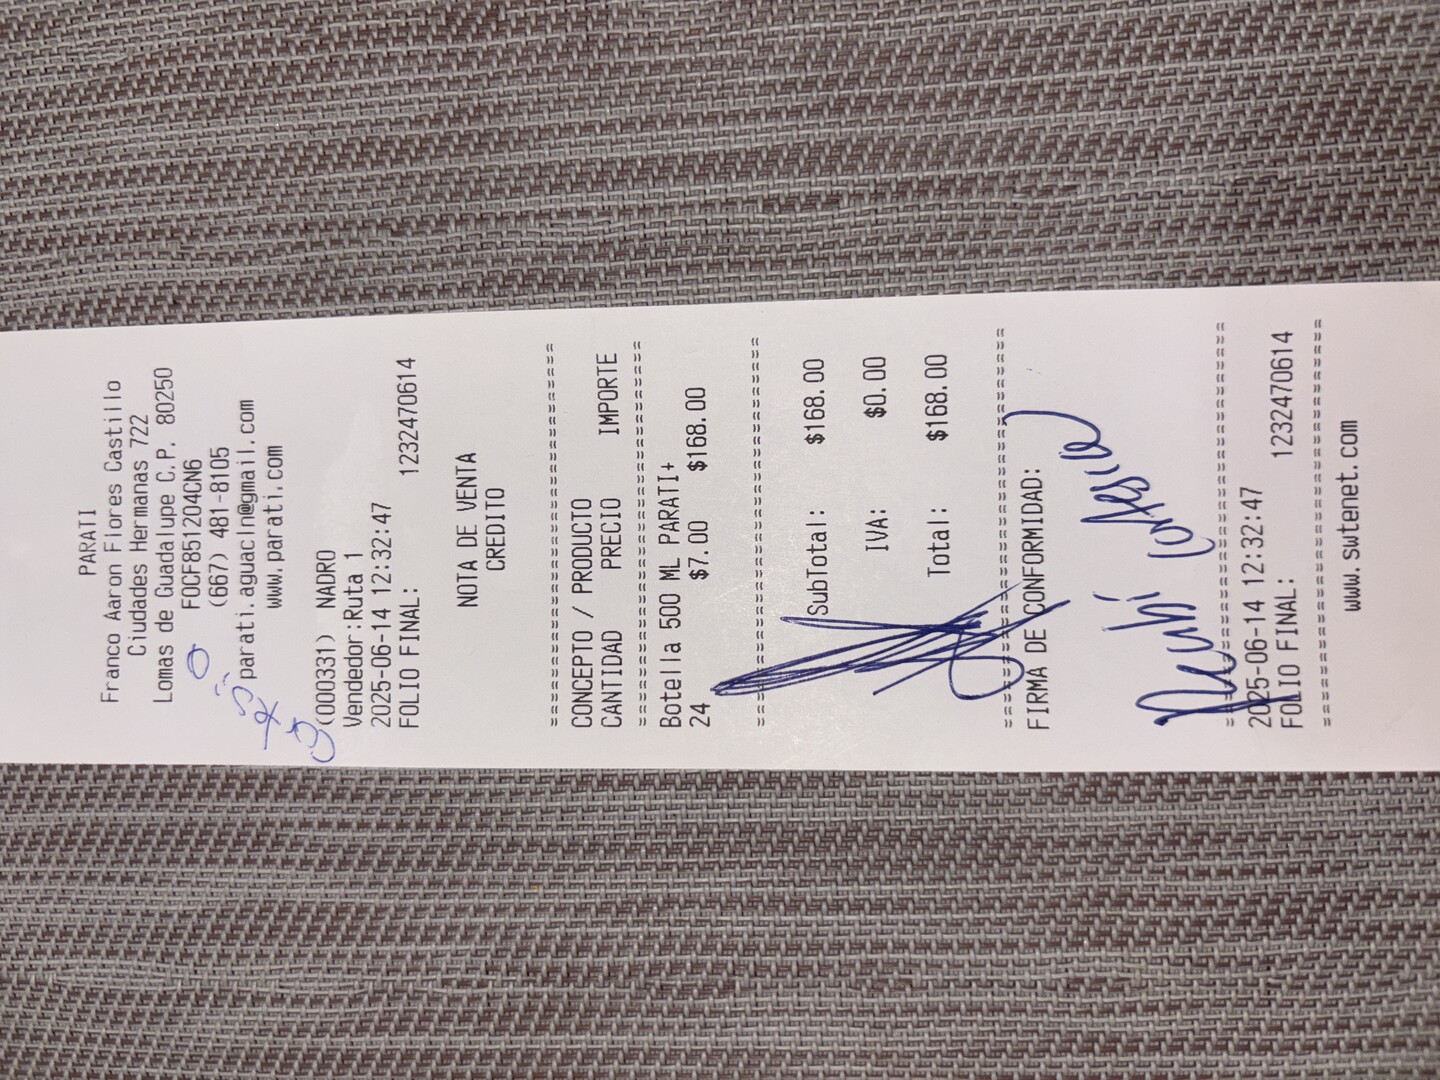 PARATI
Franco Aaron Flores Castillo
Ciudades Hermanas 722
Lomas de Guadalupe C.P. 80250
FOCF851204CN6
(667) 481-8105
parati.aguacln@gmail.com
www.parati.com
(000331) NADRO
Vendedor:Ruta 1
2025-06-14 12:32:47
FOLIO FINAL: 1232470614
NOTA DE VENTA
CREDITO
==============================
CONCEPTO / PRODUCTO
CANTIDAD PRECIO IMPORTE
==============================
Botella 500 ML PARATI+
24 $7.00 $168.00
==============================
SubTotal: $168.00
IVA: $0.00
Total: $168.00
==============================
FIRMA DE CONFORMIDAD:
==============================
2025-06-14 12:32:47
FOLIO FINAL: 1232470614
==============================
www.swtenet.com